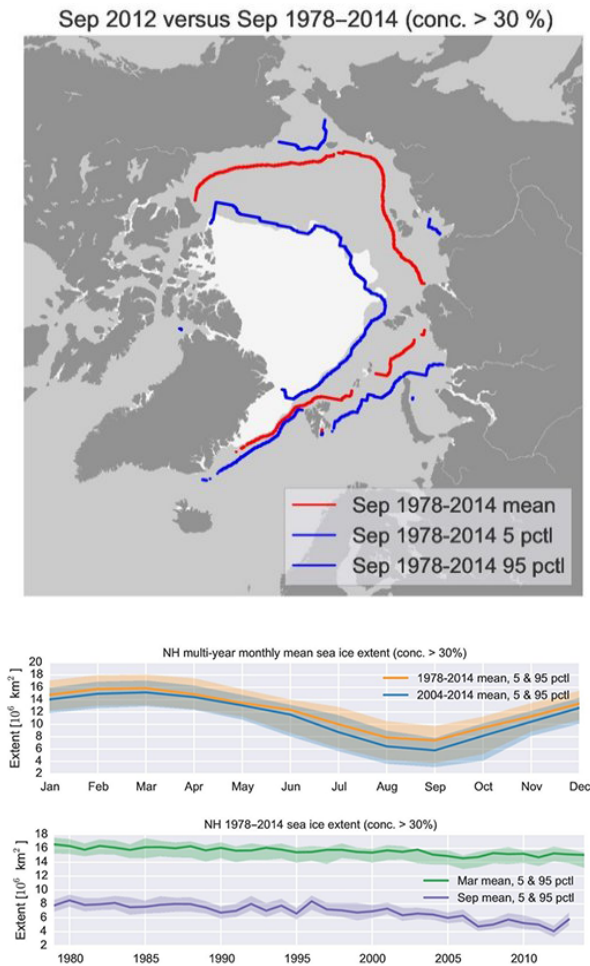 Sep 2012 versus Sep 1978–2014 (conc. > 30 %)
Sep 1978-2014 mean
Sep 1978-2014 5 pctl
Sep 1978-2014 95 pctl
NH multi-year monthly mean sea ice extent (conc. > 30%)
Extent [10⁶ km²]
20
18
16
14
12
10
8
6
4
2
1978-2014 mean, 5 & 95 pctl
2004-2014 mean, 5 & 95 pctl
Jan Feb Mar Apr May Jun Jul Aug Sep Oct Nov Dec
NH 1978–2014 sea ice extent (conc. > 30%)
Extent [10⁶ km²]
18
16
14
12
10
8
6
4
2
Mar mean, 5 & 95 pctl
Sep mean, 5 & 95 pctl
1980 1985 1990 1995 2000 2005 2010